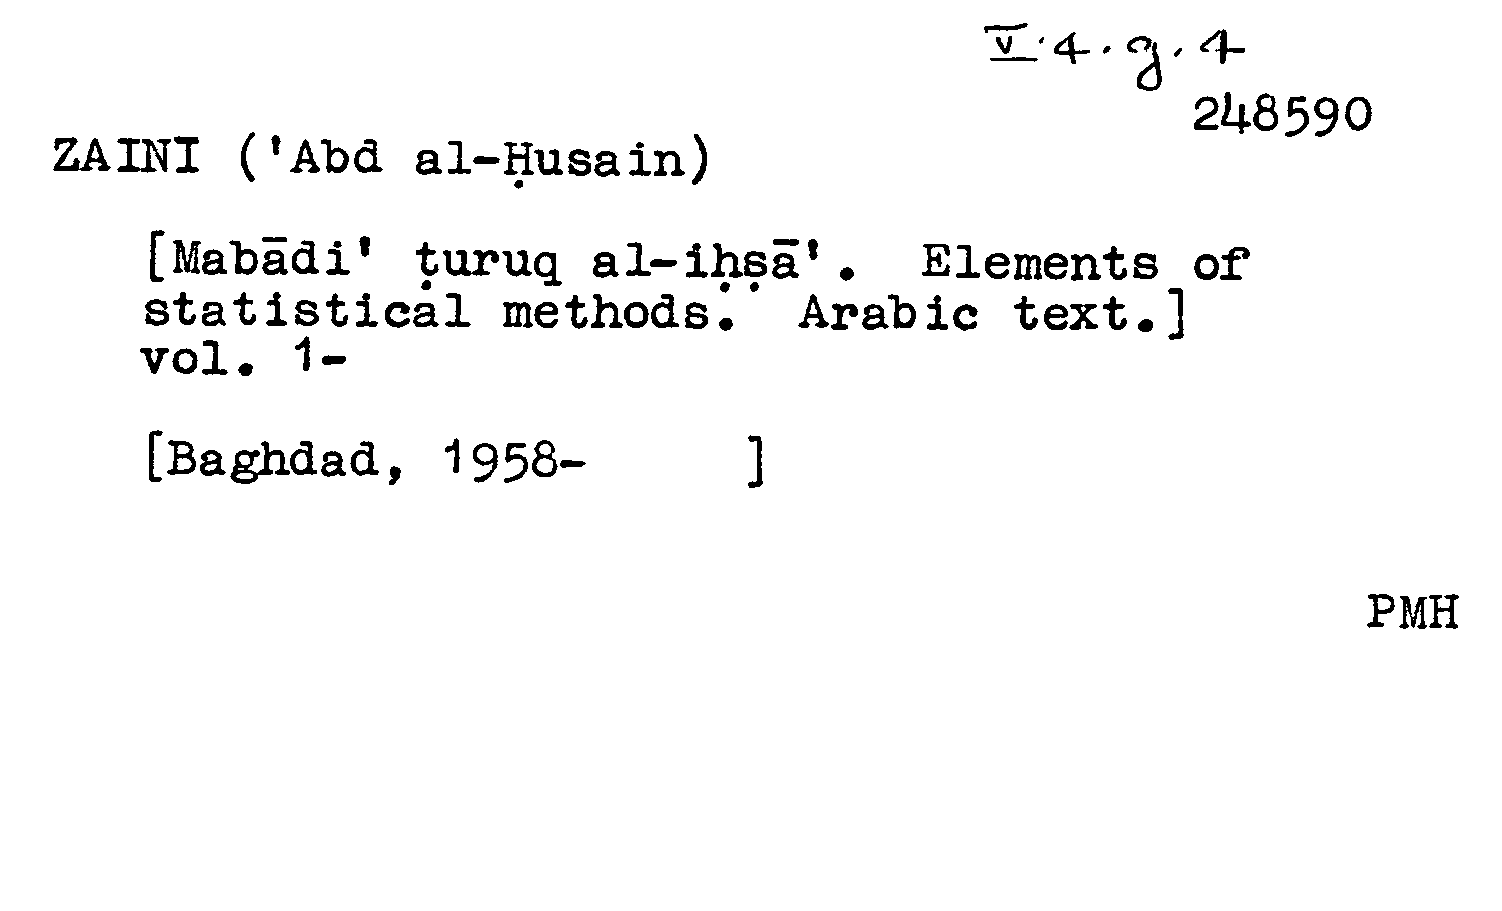 V.4.g.4
248590
ZAINI ('Abd al-Ḥusain)
[Mabādi' ṭuruq al-iḥṣā'. Elements of
statistical methods. Arabic text.]
vol. 1-
[Baghdad, 1958- ]
PMH